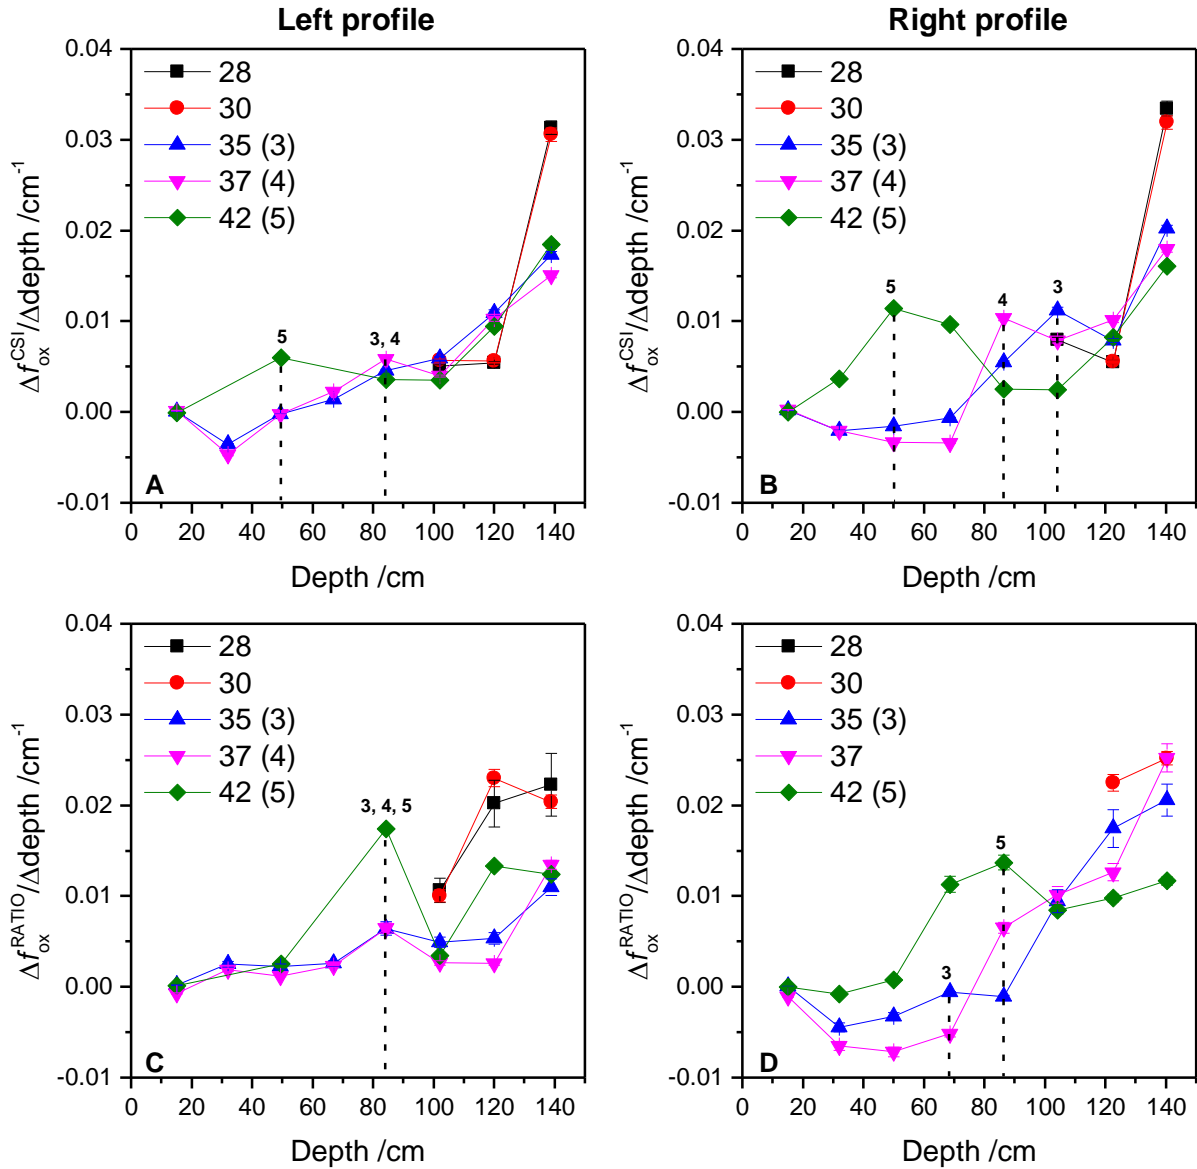 Left profile
Right profile
0.04
0.03
0.02
0.01
0.00
-0.01
Δf_ox^CSI/Δdepth /cm^-1
28
30
35 (3)
37 (4)
42 (5)
5
3, 4
A
0 20 40 60 80 100 120 140
Depth /cm
0.04
0.03
0.02
0.01
0.00
-0.01
Δf_ox^CSI/Δdepth /cm^-1
28
30
35 (3)
37 (4)
42 (5)
5
4
3
B
0 20 40 60 80 100 120 140
Depth /cm
0.04
0.03
0.02
0.01
0.00
-0.01
Δf_ox^RATIO/Δdepth /cm^-1
28
30
35 (3)
37 (4)
42 (5)
3, 4, 5
C
0 20 40 60 80 100 120 140
Depth /cm
0.04
0.03
0.02
0.01
0.00
-0.01
Δf_ox^RATIO/Δdepth /cm^-1
28
30
35 (3)
37
42 (5)
5
3
D
0 20 40 60 80 100 120 140
Depth /cm